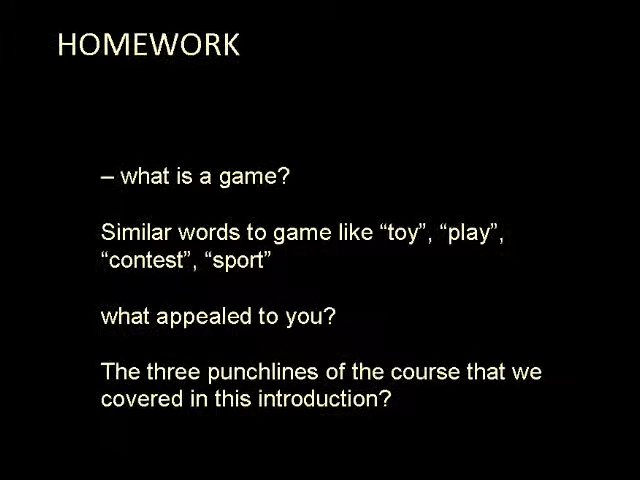 HOMEWORK
– what is a game?
Similar words to game like “toy”, “play”,
“contest”, “sport”
what appealed to you?
The three punchlines of the course that we
covered in this introduction?